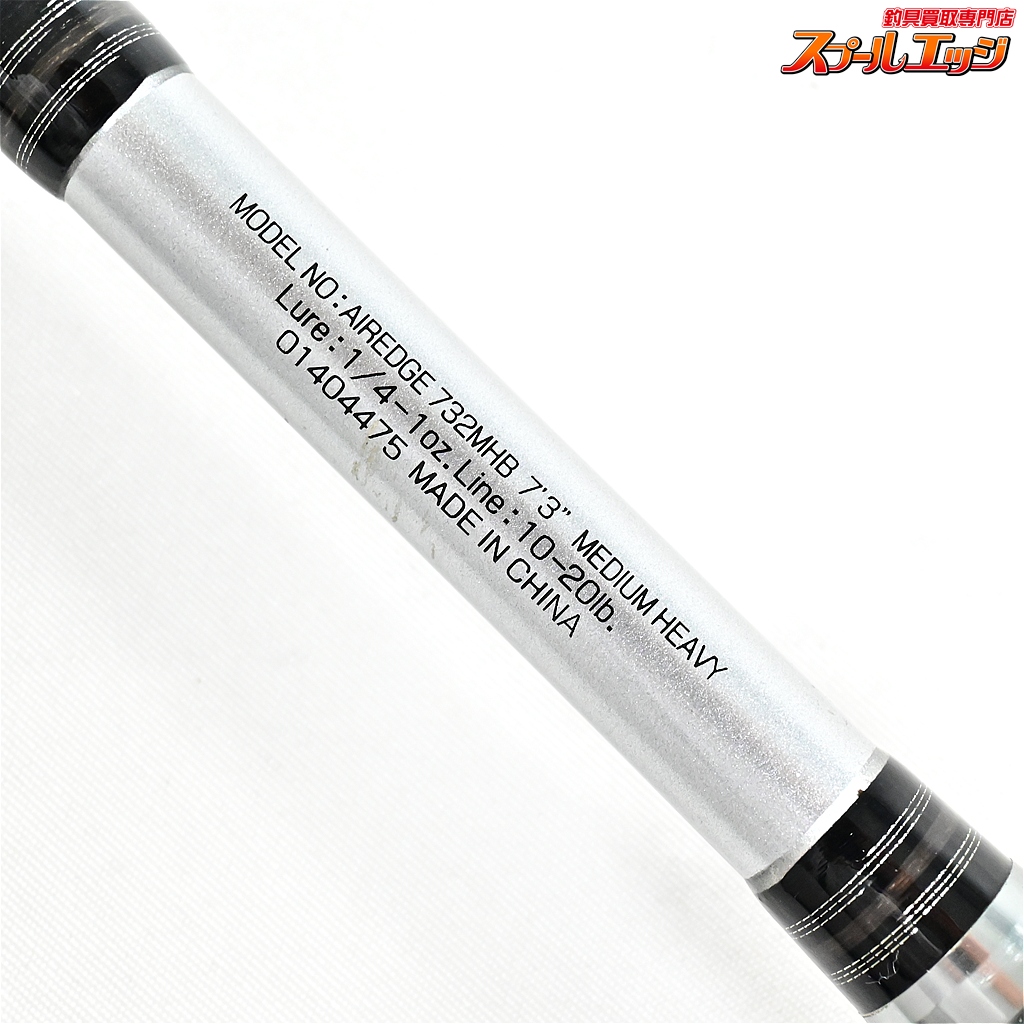 釣具買取専門店
スプールエッジ
MODEL NO: AIREDGE 732MHB 7'3" MEDIUM HEAVY
Lure : 1/4-1oz. Line : 10-20lb.
01404475 MADE IN CHINA